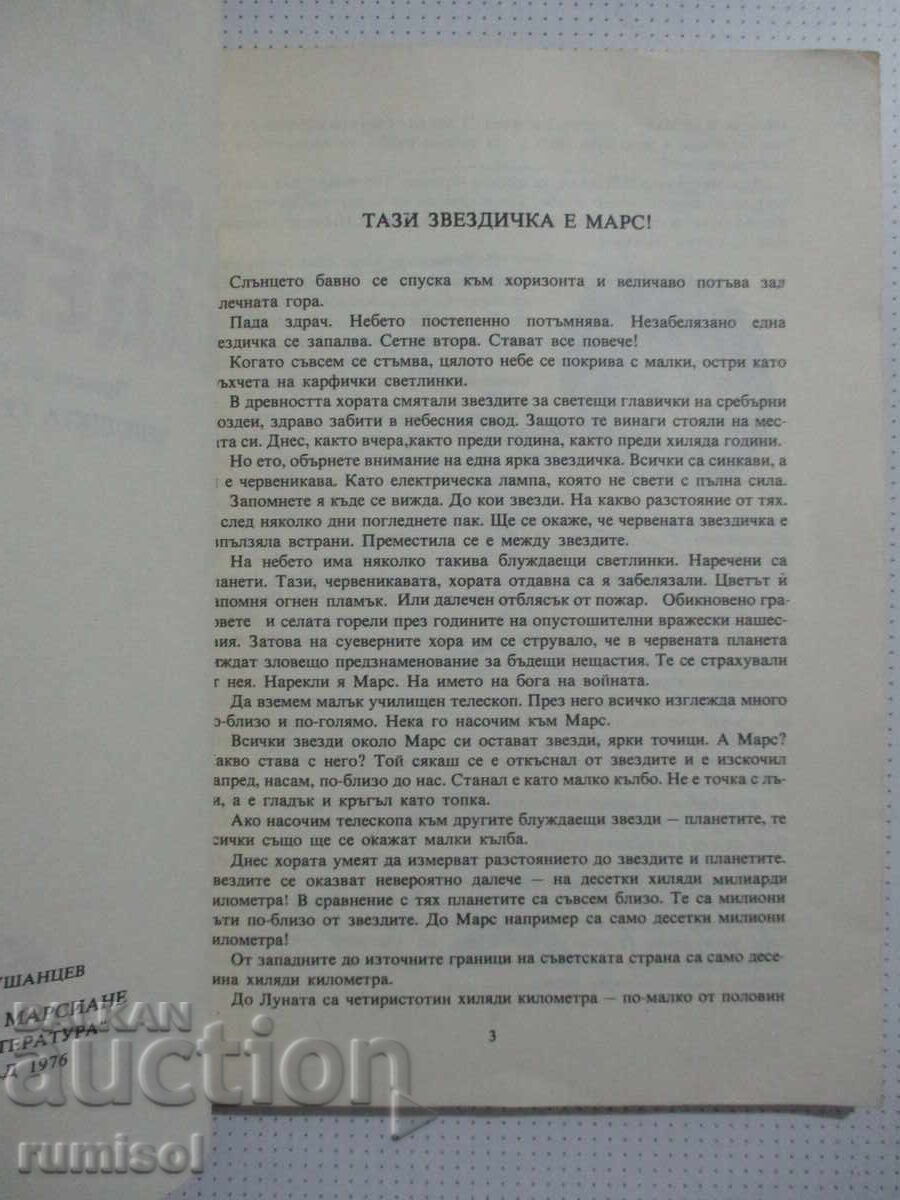 ТАЗИ ЗВЕЗДИЧКА Е МАРС!
Слънцето бавно се спуска към хоризонта и величаво потъва зад
лечната гора.
Пада здрач. Небето постепенно потъмнява. Незабелязано една
ездичка се запалва. Сетне втора. Стават все повече!
Когато съвсем се стъмва, цялото небе се покрива с малки, остри като
ъхчета на карфички светлинки.
В древността хората смятали звездите за светещи главички на сребърни
оздеи, здраво забити в небесния свод. Защото те винаги стояли на мес-
та си. Днес, както вчера,както преди година, както преди хиляда години.
Но ето, обърнете внимание на една ярка звездичка. Всички са синкави, а
е червеникава. Като електрическа лампа, която не свети с пълна сила.
Запомнете я къде се вижда. До кои звезди. На какво разстояние от тях.
след няколко дни погледнете пак. Ще се окаже, че червената звездичка е
пълзяла встрани. Преместила се е между звездите.
На небето има няколко такива блуждаещи светлинки. Наречени са
анети. Тази, червеникавата, хората отдавна са я забелязали. Цветът ѝ
апомня огнен пламък. Или далечен отблясък от пожар. Обикновено гра-
овете и селата горели през годините на опустошителни вражески нашес-
ия. Затова на суеверните хора им се струвало, че в червената планета
иждат зловещо предзнаменование за бъдещи нещастия. Те се страхували
т нея. Нарекли я Марс. На името на бога на войната.
Да вземем малък училищен телескоп. През него всичко изглежда много
о-близо и по-голямо. Нека го насочим към Марс.
Всички звезди около Марс си остават звезди, ярки точици. А Марс?
акво става с него? Той сякаш се е откъснал от звездите и е изскочил
апред, насам, по-близо до нас. Станал е като малко кълбо. Не е точка с лъ-
и, а е гладък и кръгъл като топка.
Ако насочим телескопа към другите блуждаещи звезди – планетите, те
сички също ще се окажат малки кълба.
Днес хората умеят да измерват разстоянието до звездите и планетите.
вездите се оказват невероятно далече – на десетки хиляди милиарди
илометра! В сравнение с тях планетите са съвсем близо. Те са милиони
ъти по-близо от звездите. До Марс например са само десетки милиони
илометра!
От западните до източните граници на съветската страна са само десе-
ина хиляди километра.
До Луната са четиристотин хиляди километра – по-малко от половин
3
УШАНЦЕВ
МАРСИАНЕ
ТЕРАТУРА"
Д 1976
BALKAN
auction
rumisol